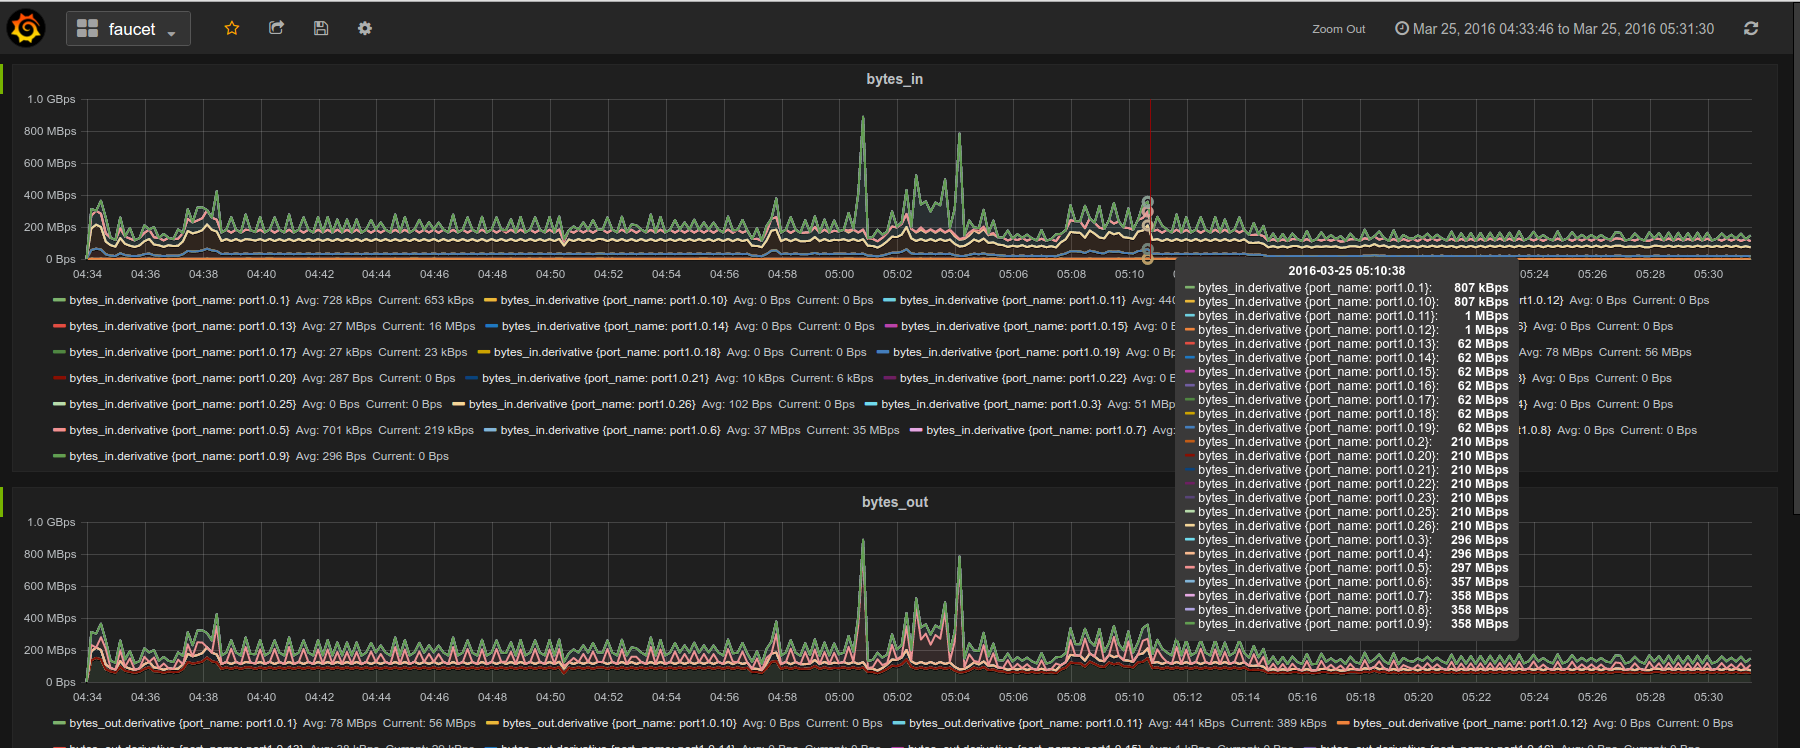 faucet
Zoom Out Mar 25, 2016 04:33:46 to Mar 25, 2016 05:31:30
bytes_in
1.0 GBps
800 MBps
600 MBps
400 MBps
200 MBps
0 Bps
04:34 04:36 04:38 04:40 04:42 04:44 04:46 04:48 04:50 04:52 04:54 04:56 04:58 05:00 05:02 05:04 05:06 05:08 05:10 05:24 05:26 05:28 05:30
bytes_in.derivative {port_name: port1.0.1} Avg: 728 kBps Current: 653 kBps bytes_in.derivative {port_name: port1.0.10} Avg: 0 Bps Current: 0 Bps bytes_in.derivative {port_name: port1.0.11} Avg: 440 rt1.0.12} Avg: 0 Bps Current: 0 Bps
bytes_in.derivative {port_name: port1.0.13} Avg: 27 MBps Current: 16 MBps bytes_in.derivative {port_name: port1.0.14} Avg: 0 Bps Current: 0 Bps bytes_in.derivative {port_name: port1.0.15} Avg: 0 B 6} Avg: 0 Bps Current: 0 Bps
bytes_in.derivative {port_name: port1.0.17} Avg: 27 kBps Current: 23 kBps bytes_in.derivative {port_name: port1.0.18} Avg: 0 Bps Current: 0 Bps bytes_in.derivative {port_name: port1.0.19} Avg: 0 Bp Avg: 78 MBps Current: 56 MBps
bytes_in.derivative {port_name: port1.0.20} Avg: 287 Bps Current: 0 Bps bytes_in.derivative {port_name: port1.0.21} Avg: 10 kBps Current: 6 kBps bytes_in.derivative {port_name: port1.0.22} Avg: 0 B 3} Avg: 0 Bps Current: 0 Bps
bytes_in.derivative {port_name: port1.0.25} Avg: 0 Bps Current: 0 Bps bytes_in.derivative {port_name: port1.0.26} Avg: 102 Bps Current: 0 Bps bytes_in.derivative {port_name: port1.0.3} Avg: 51 MBp 4} Avg: 0 Bps Current: 0 Bps
bytes_in.derivative {port_name: port1.0.5} Avg: 701 kBps Current: 219 kBps bytes_in.derivative {port_name: port1.0.6} Avg: 37 MBps Current: 35 MBps bytes_in.derivative {port_name: port1.0.7} Avg: t1.0.8} Avg: 0 Bps Current: 0 Bps
bytes_in.derivative {port_name: port1.0.9} Avg: 296 Bps Current: 0 Bps
2016-03-25 05:10:38
bytes_in.derivative {port_name: port1.0.1}: 807 kBps
bytes_in.derivative {port_name: port1.0.10}: 807 kBps
bytes_in.derivative {port_name: port1.0.11}: 1 MBps
bytes_in.derivative {port_name: port1.0.12}: 1 MBps
bytes_in.derivative {port_name: port1.0.13}: 62 MBps
bytes_in.derivative {port_name: port1.0.14}: 62 MBps
bytes_in.derivative {port_name: port1.0.15}: 62 MBps
bytes_in.derivative {port_name: port1.0.16}: 62 MBps
bytes_in.derivative {port_name: port1.0.17}: 62 MBps
bytes_in.derivative {port_name: port1.0.18}: 62 MBps
bytes_in.derivative {port_name: port1.0.19}: 62 MBps
bytes_in.derivative {port_name: port1.0.2}: 210 MBps
bytes_in.derivative {port_name: port1.0.20}: 210 MBps
bytes_in.derivative {port_name: port1.0.21}: 210 MBps
bytes_in.derivative {port_name: port1.0.22}: 210 MBps
bytes_in.derivative {port_name: port1.0.23}: 210 MBps
bytes_in.derivative {port_name: port1.0.25}: 210 MBps
bytes_in.derivative {port_name: port1.0.26}: 210 MBps
bytes_in.derivative {port_name: port1.0.3}: 296 MBps
bytes_in.derivative {port_name: port1.0.4}: 296 MBps
bytes_in.derivative {port_name: port1.0.5}: 297 MBps
bytes_in.derivative {port_name: port1.0.6}: 357 MBps
bytes_in.derivative {port_name: port1.0.7}: 358 MBps
bytes_in.derivative {port_name: port1.0.8}: 358 MBps
bytes_in.derivative {port_name: port1.0.9}: 358 MBps
bytes_out
1.0 GBps
800 MBps
600 MBps
400 MBps
200 MBps
0 Bps
04:34 04:36 04:38 04:40 04:42 04:44 04:46 04:48 04:50 04:52 04:54 04:56 04:58 05:00 05:02 05:04 05:06 05:08 05:10 05:12 05:14 05:16 05:18 05:20 05:22 05:24 05:26 05:28 05:30
bytes_out.derivative {port_name: port1.0.1} Avg: 78 MBps Current: 56 MBps bytes_out.derivative {port_name: port1.0.10} Avg: 0 Bps Current: 0 Bps bytes_out.derivative {port_name: port1.0.11} Avg: 441 kBps Current: 389 kBps bytes_out.derivative {port_name: port1.0.12} Avg: 0 Bps Current: 0 Bps